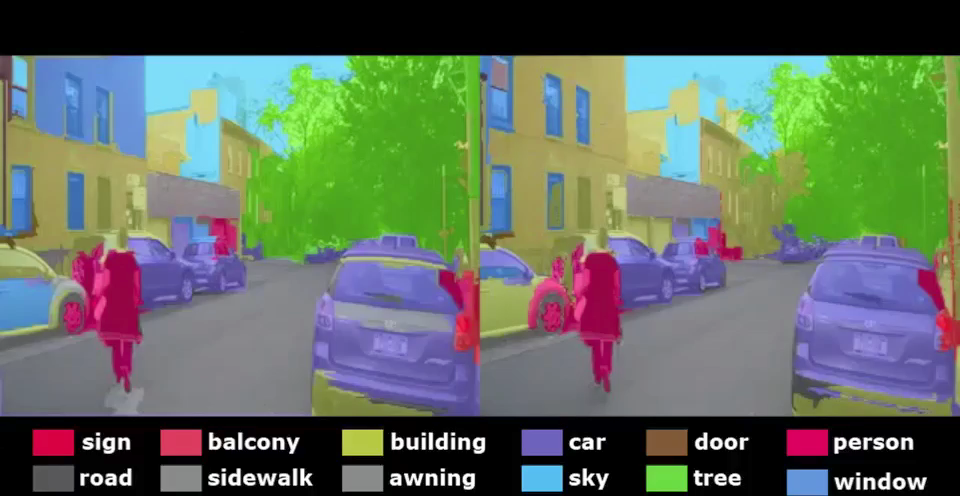 sign balcony building car door person
road sidewalk awning sky tree window